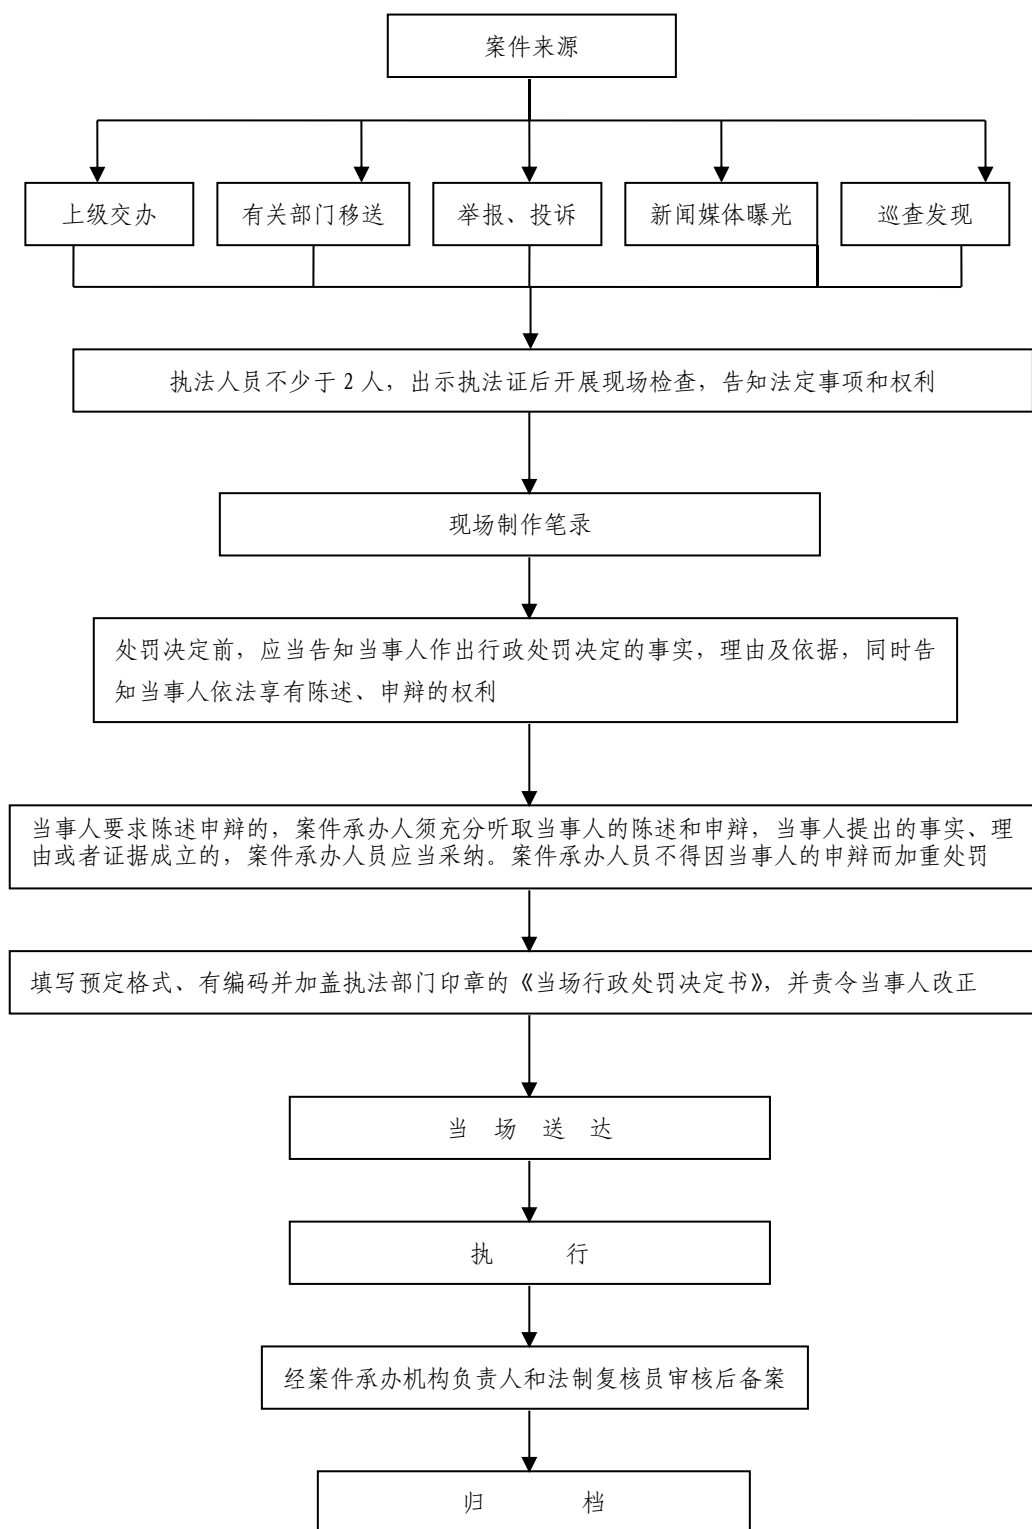 案件来源
上级交办
有关部门移送
举报、投诉
新闻媒体曝光
巡查发现
执法人员不少于2人，出示执法证后开展现场检查，告知法定事项和权利
现场制作笔录
处罚决定前，应当告知当事人作出行政处罚决定的事实，理由及依据，同时告
知当事人依法享有陈述、申辩的权利
当事人要求陈述申辩的，案件承办人须充分听取当事人的陈述和申辩，当事人提出的事实、理
由或者证据成立的，案件承办人员应当采纳。案件承办人员不得因当事人的申辩而加重处罚
填写预定格式、有编码并加盖执法部门印章的《当场行政处罚决定书》，并责令当事人改正
当 场 送 达
执 行
经案件承办机构负责人和法制复核员审核后备案
归 档